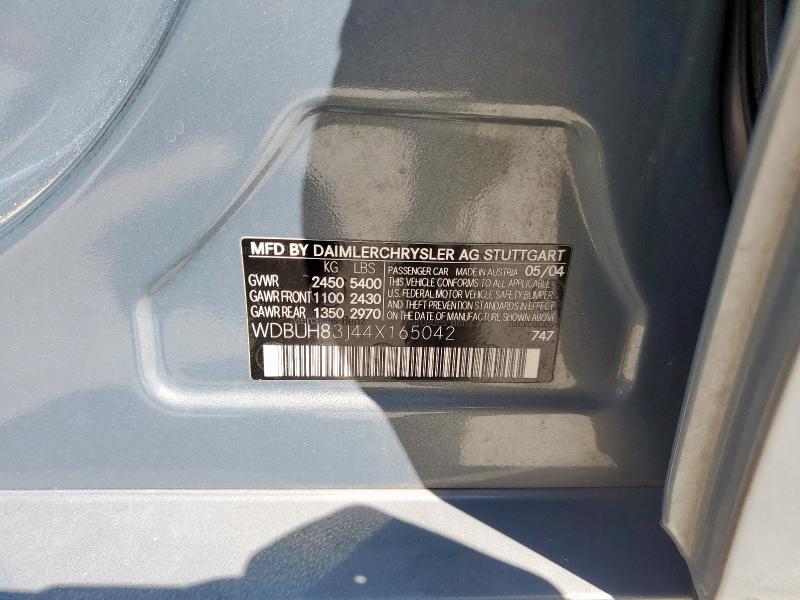 MFD BY DAIMLERCHRYSLER AG STUTTGART
KG LBS
GVWR 2450 5400
GAWR FRONT 1100 2430
GAWR REAR 1350 2970
PASSENGER CAR MADE IN AUSTRIA 05/04
THIS VEHICLE CONFORMS TO ALL APPLICABLE
U.S. FEDERAL MOTOR VEHICLE SAFETY, BUMPER,
AND THEFT PREVENTION STANDARDS IN EFFECT
ON THE DATE OF MANUFACTURE SHOWN ABOVE
WDBUH83J44X165042
747